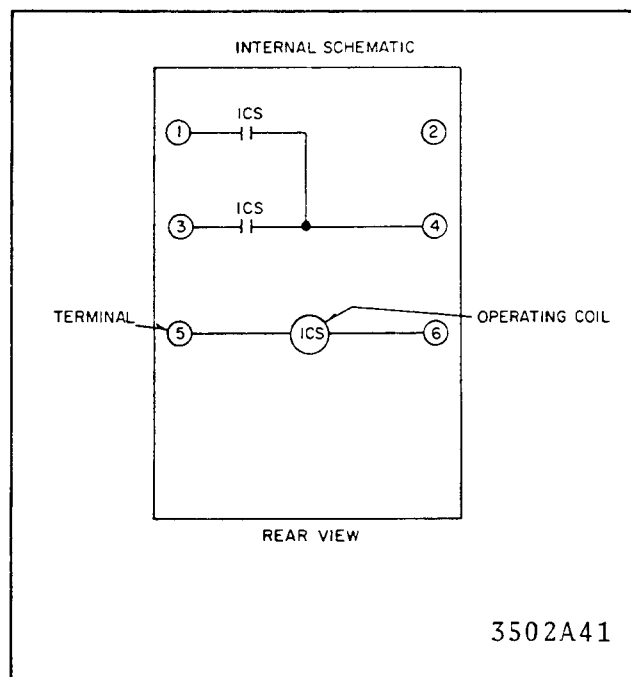 INTERNAL SCHEMATIC
ICS
1
2
ICS
3
4
TERMINAL
5
ICS
6
OPERATING COIL
REAR VIEW
3502A41